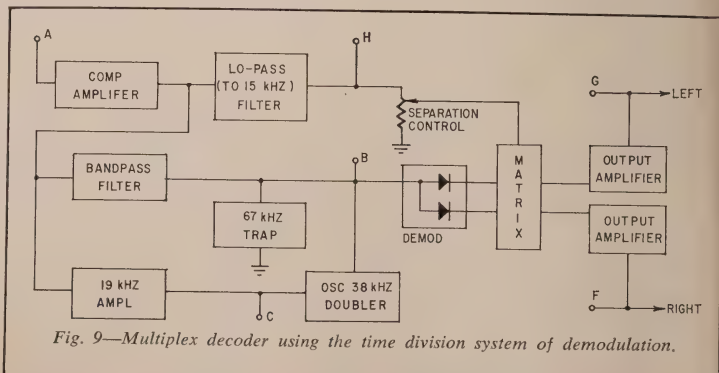 A
H
COMP
AMPLIFER
LO-PASS
(TO 15 kHZ)
FILTER
SEPARATION
CONTROL
G
LEFT
B
BANDPASS
FILTER
67 kHZ
TRAP
DEMOD
MATRIX
OUTPUT
AMPLIFIER
OUTPUT
AMPLIFIER
19 kHZ
AMPL
C
OSC 38 kHZ
DOUBLER
F
RIGHT
Fig. 9—Multiplex decoder using the time division system of demodulation.